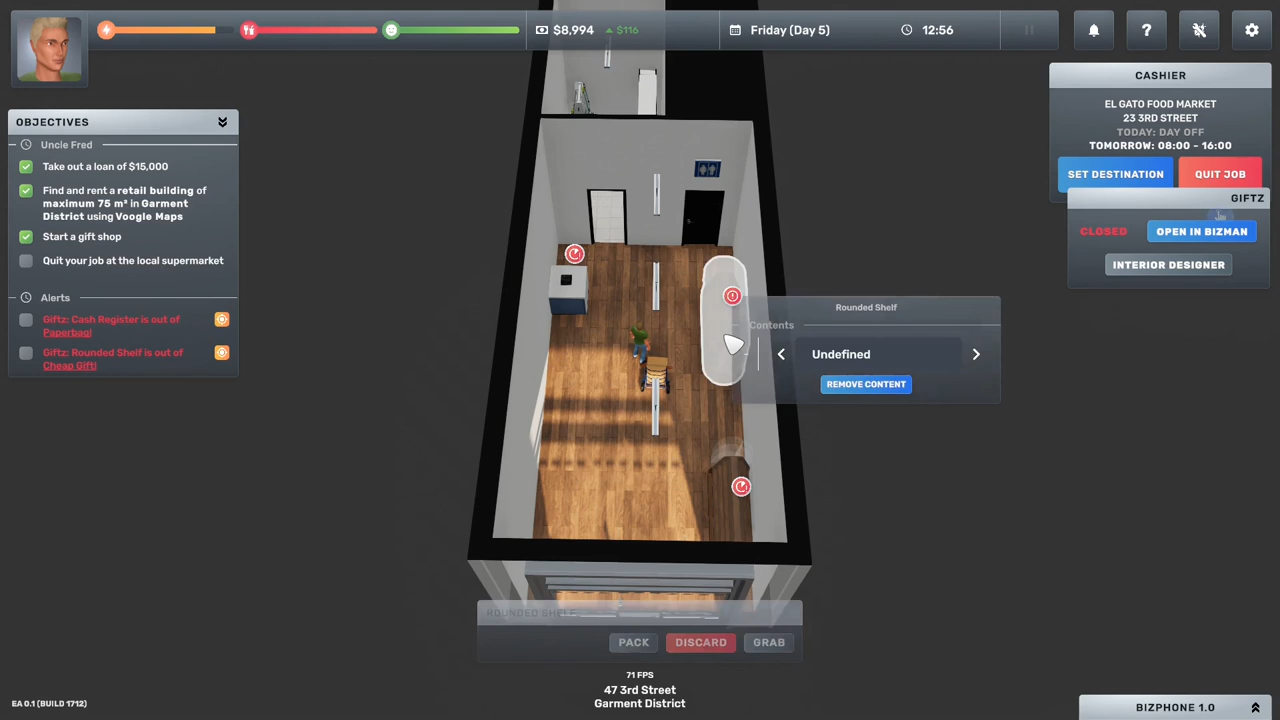 $8,994 ▲ $116
Friday (Day 5)
12:56
OBJECTIVES
Uncle Fred
Take out a loan of $15,000
Find and rent a retail building of
maximum 75 m² in Garment
District using Voogle Maps
Start a gift shop
Quit your job at the local supermarket
Alerts
Giftz: Cash Register is out of
Paperbag!
Giftz: Rounded Shelf is out of
Cheap Gift!
CASHIER
EL GATO FOOD MARKET
23 3RD STREET
TODAY: DAY OFF
TOMORROW: 08:00 - 16:00
SET DESTINATION
QUIT JOB
GIFTZ
CLOSED
OPEN IN BIZMAN
INTERIOR DESIGNER
Rounded Shelf
Contents
Undefined
REMOVE CONTENT
ROUNDED SHELF
PACK
DISCARD
GRAB
71 FPS
47 3rd Street
Garment District
EA 0.1 (BUILD 1712)
BIZPHONE 1.0